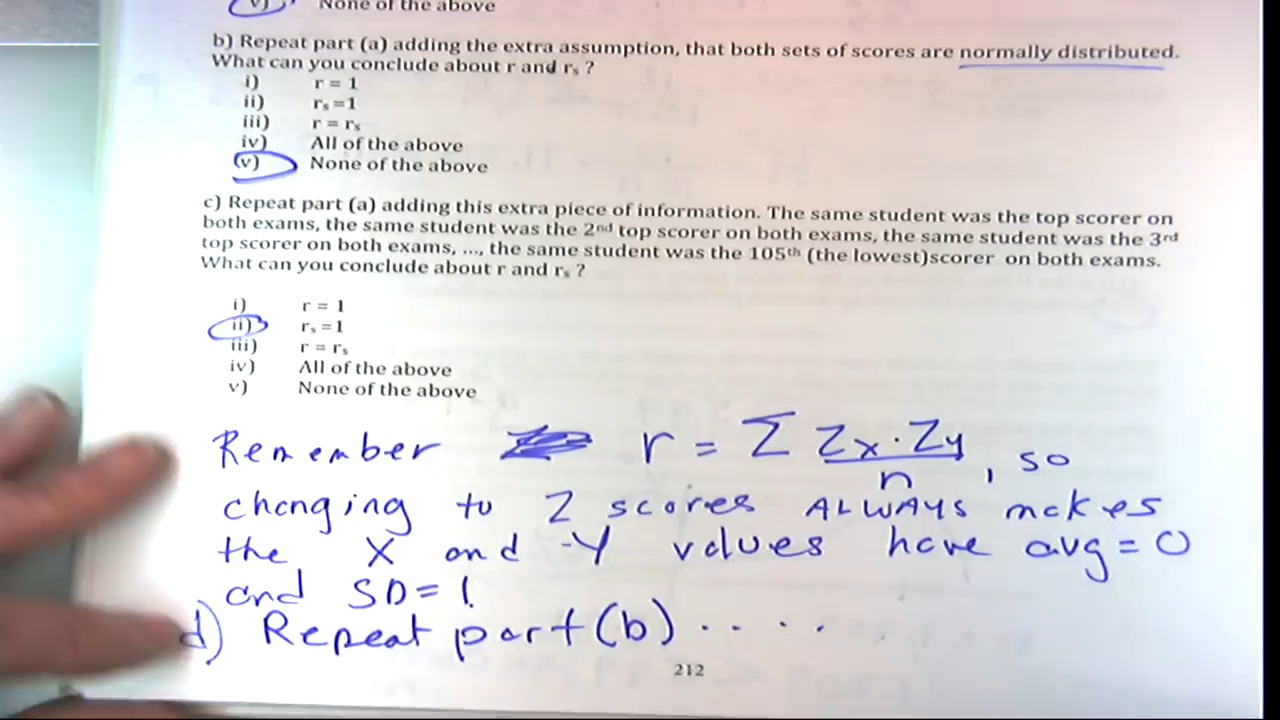 v) None of the above
b) Repeat part (a) adding the extra assumption, that both sets of scores are normally distributed.
What can you conclude about r and rs ?
i) r = 1
ii) rs =1
iii) r = rs
iv) All of the above
v) None of the above
c) Repeat part (a) adding this extra piece of information. The same student was the top scorer on
both exams, the same student was the 2nd top scorer on both exams, the same student was the 3rd
top scorer on both exams, ..., the same student was the 105th (the lowest)scorer on both exams.
What can you conclude about r and rs ?
i) r = 1
ii) rs =1
iii) r = rs
iv) All of the above
v) None of the above
Remember r = Σ Zx · Zy / n , so
changing to Z scores ALWAYS makes
the X and Y values have avg = 0
and SD = 1.
d) Repeat part (b) . . . .
212